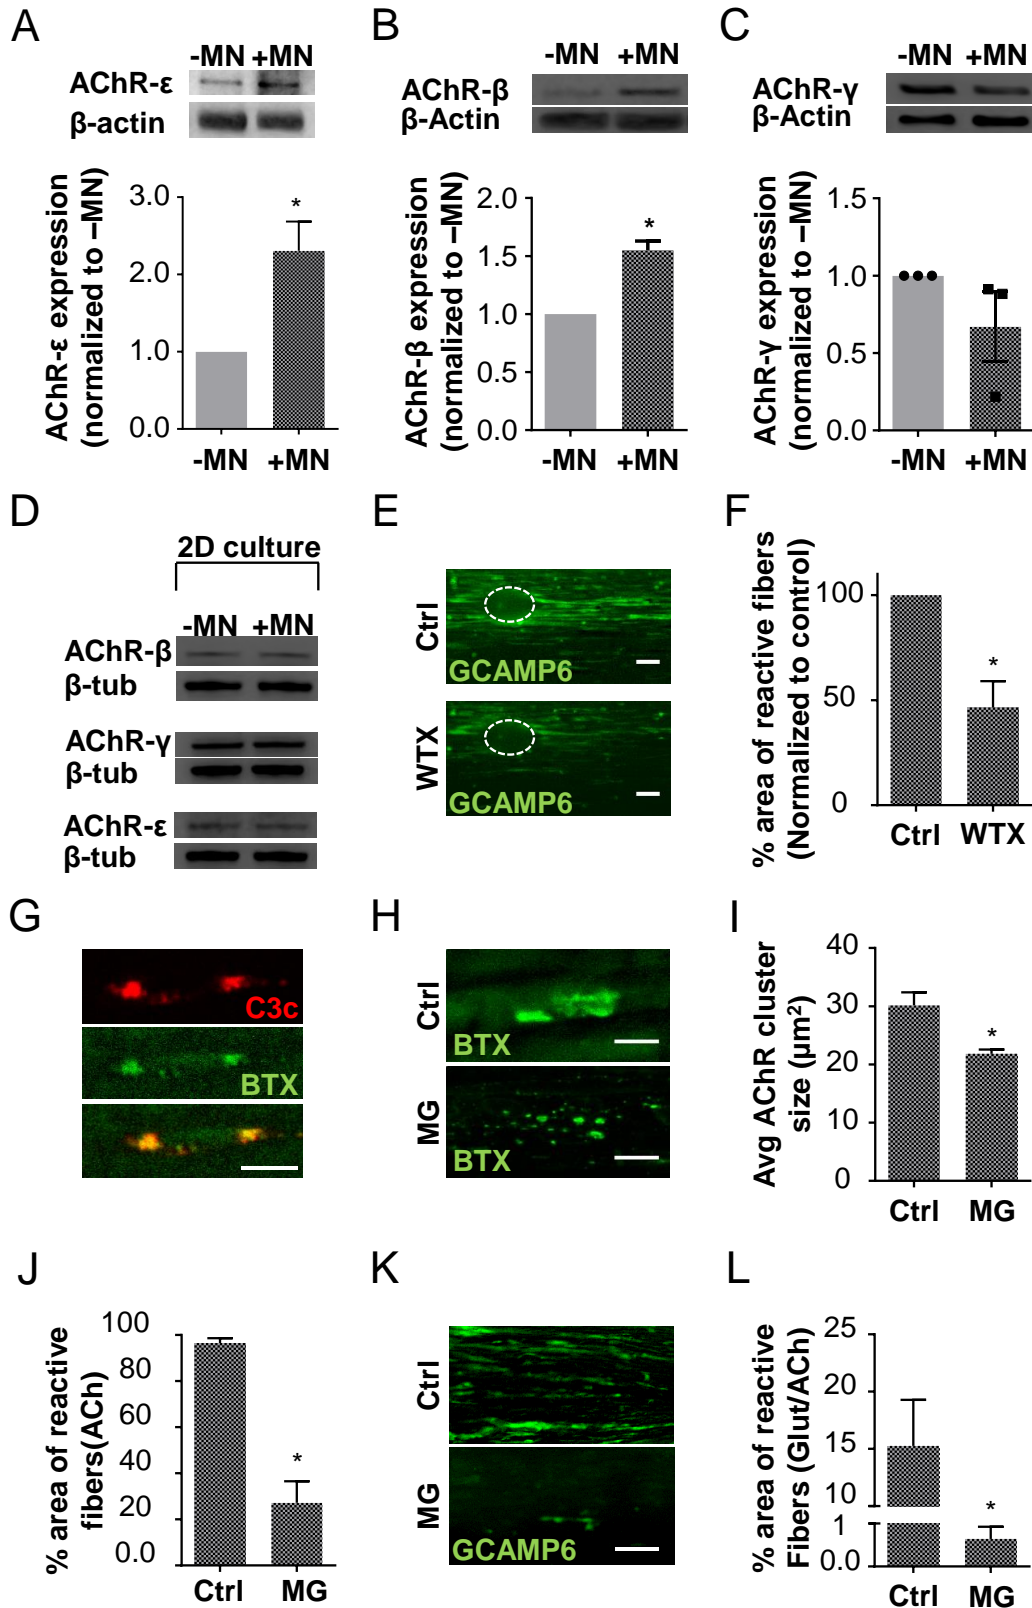 A
-MN +MN
AChR-ε
β-actin
AChR-ε expression
(normalized to –MN)
3.0
*
2.0
1.0
0.0
-MN +MN
B
-MN +MN
AChR-β
β-Actin
AChR-β expression
(normalized to –MN)
2.0
*
1.5
1.0
0.5
0.0
-MN +MN
C
-MN +MN
AChR-γ
β-Actin
AChR-γ expression
(normalized to –MN)
1.5
1.0
0.5
0.0
-MN +MN
D
2D culture
-MN +MN
AChR-β
β-tub
AChR-γ
β-tub
AChR-ε
β-tub
E
Ctrl
GCAMP6
WTX
GCAMP6
F
% area of reactive fibers
(Normalized to control)
100
*
50
0
Ctrl WTX
G
C3c
BTX
H
Ctrl
BTX
MG
BTX
I
Avg AChR cluster
size (µm²)
40
30
*
20
10
0
Ctrl MG
J
% area of reactive
fibers(ACh)
100
80
60
40
*
20
0.0
Ctrl MG
K
Ctrl
MG
GCAMP6
L
% area of reactive
Fibers (Glut/ACh)
25
20
15
10
*
1
0.0
Ctrl MG